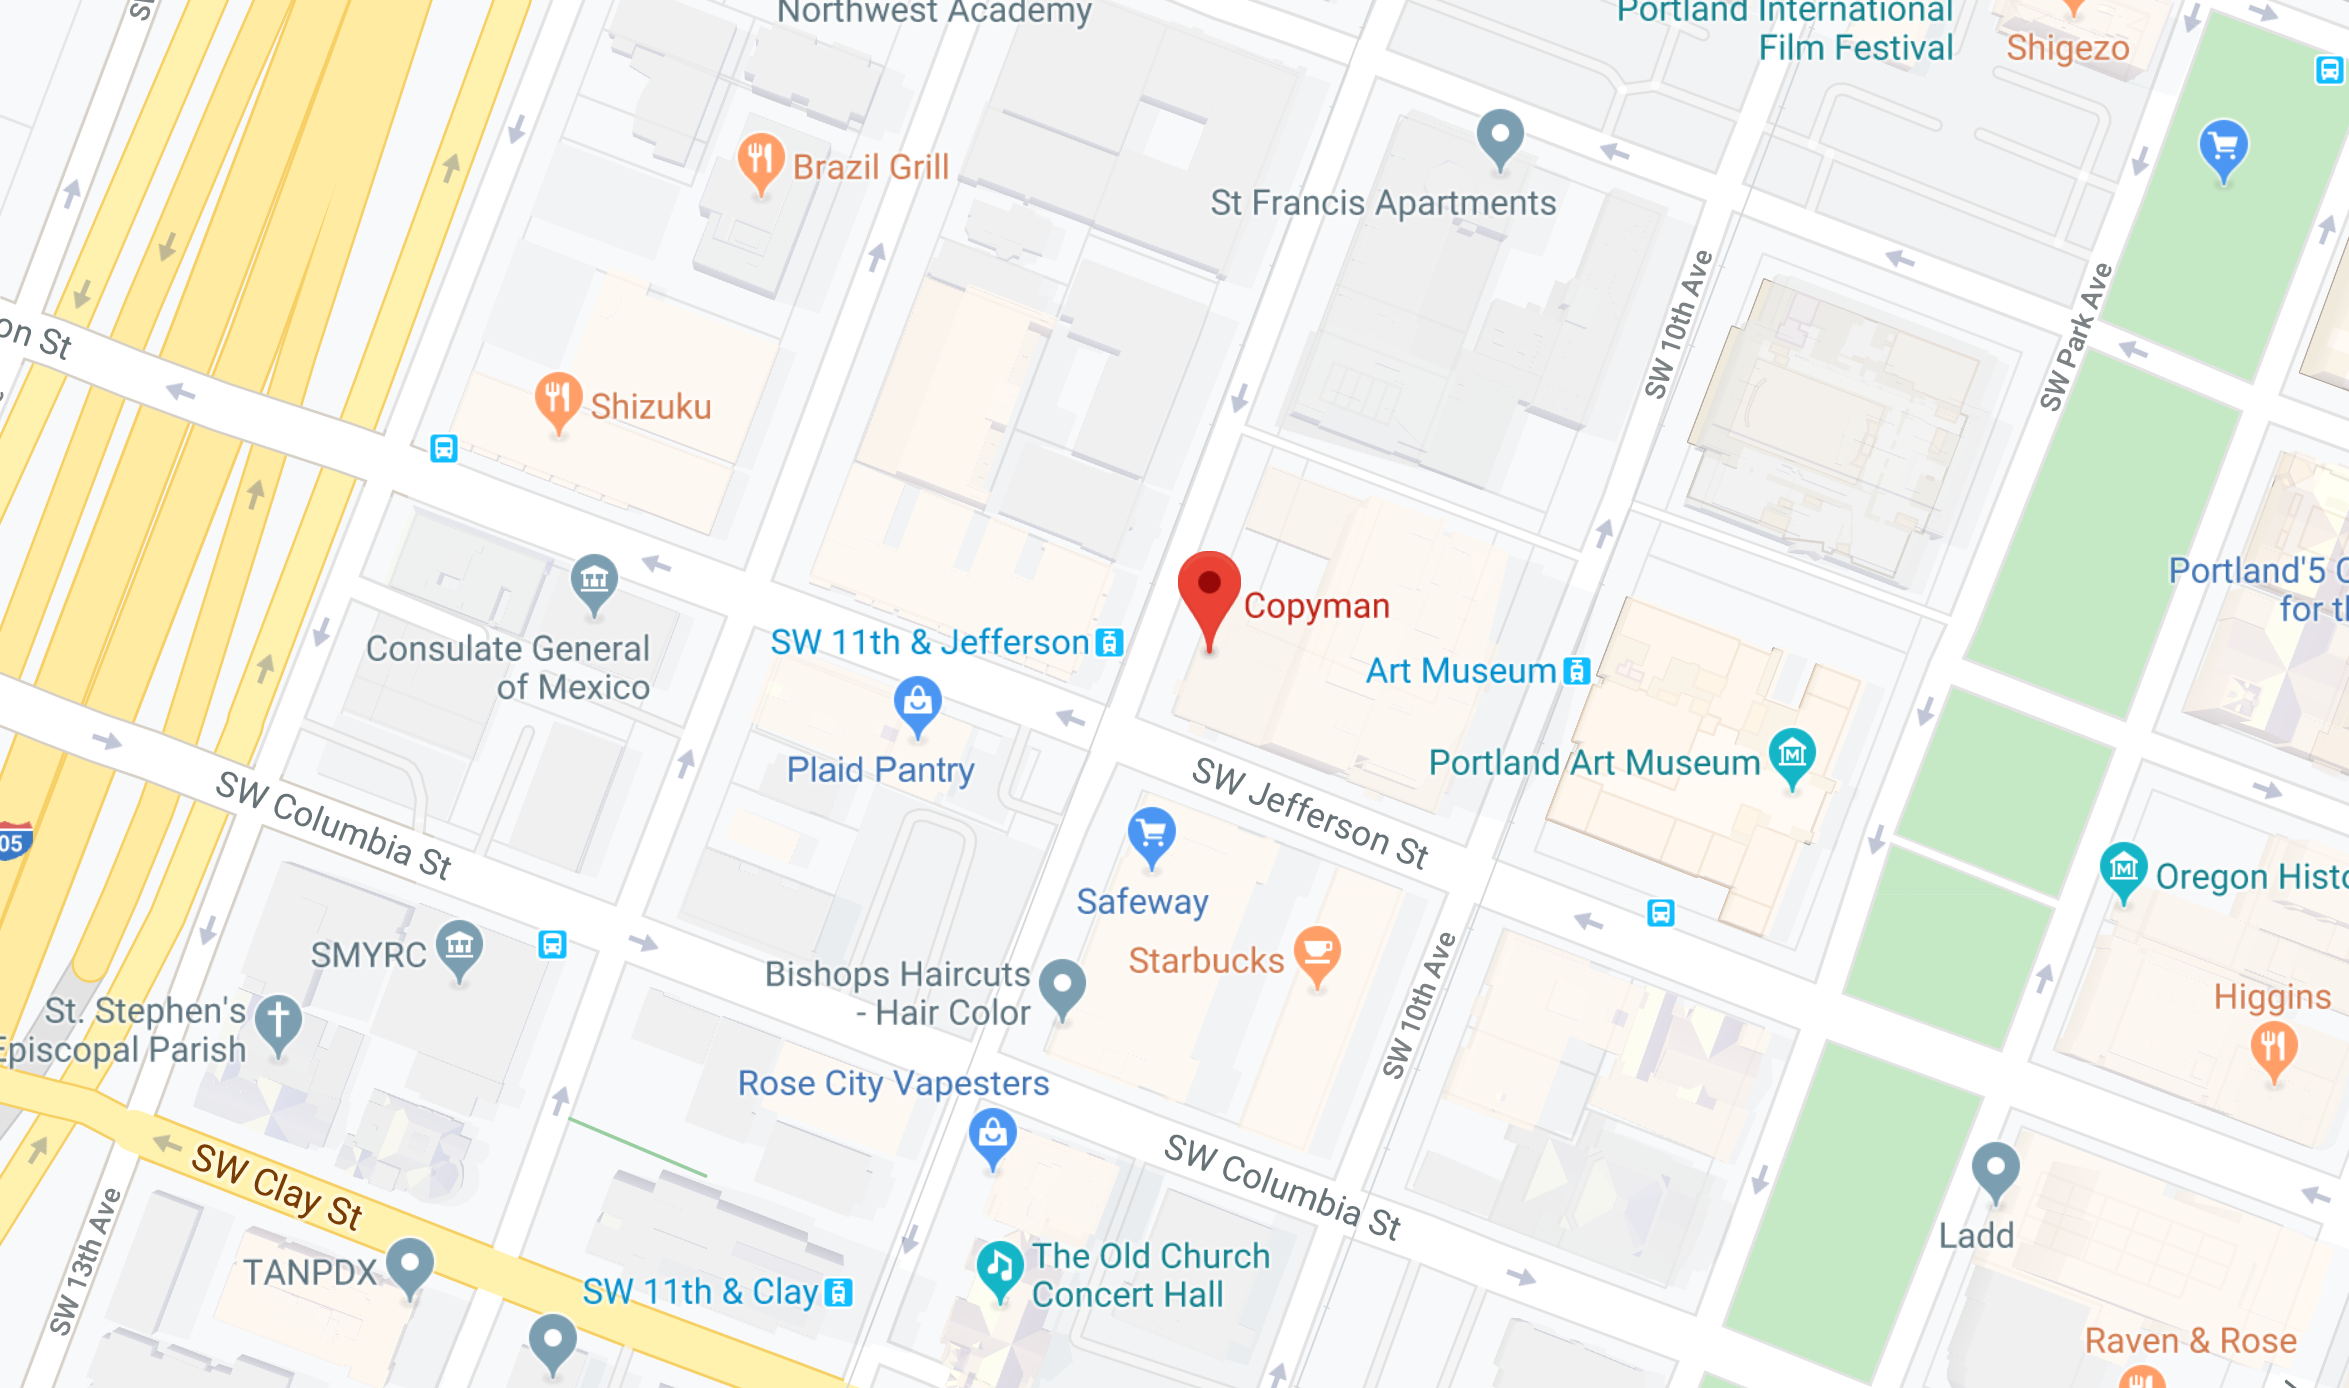 Northwest Academy
Portland International
Film Festival
Shigezo
Brazil Grill
St Francis Apartments
SW 10th Ave
SW Park Ave
on St
Shizuku
Portland'5 C
for th
Copyman
SW 11th & Jefferson
Consulate General
of Mexico
Art Museum
Plaid Pantry
Portland Art Museum
SW Jefferson St
SW Columbia St
05
Safeway
Oregon Histo
SMYRC
Starbucks
Bishops Haircuts
- Hair Color
SW 10th Ave
Higgins
St. Stephen's
Episcopal Parish
Rose City Vapesters
SW Clay St
SW Columbia St
Ladd
SW 13th Ave
TANPDX
SW 11th & Clay
The Old Church
Concert Hall
Raven & Rose